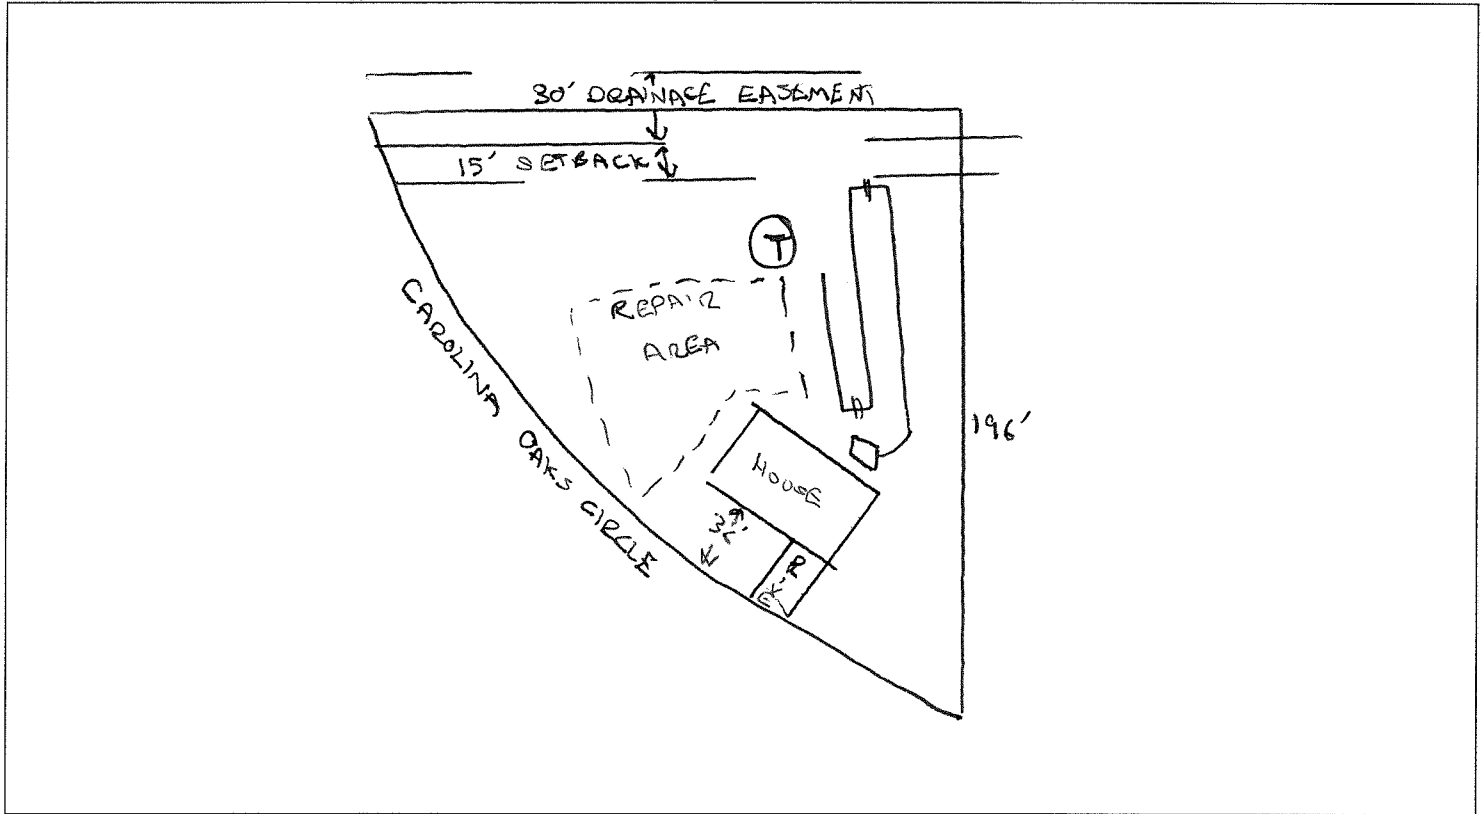 30' DRAINAGE EASEMENT
15' SETBACK
T
REPAIR
AREA
CAROLINA OAKS CIRCLE
196'
HOUSE